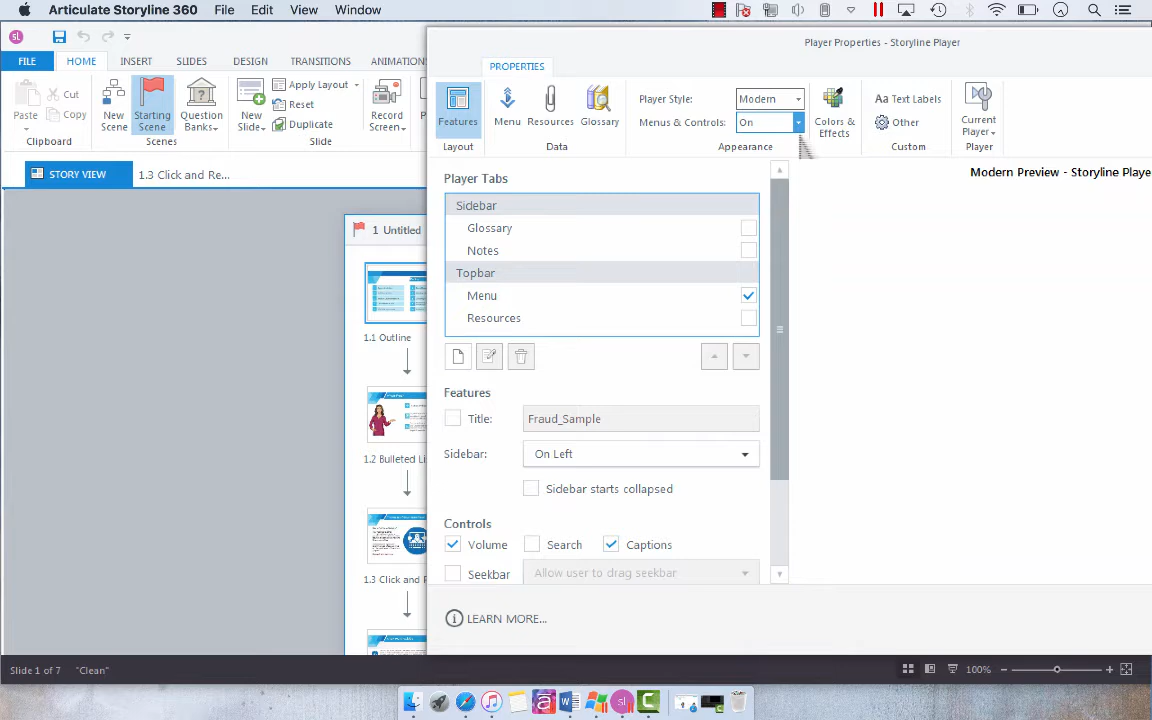 Articulate Storyline 360 File Edit View Window
sl
Player Properties - Storyline Player
FILE HOME INSERT SLIDES DESIGN TRANSITIONS ANIMATION
PROPERTIES
Paste Cut Copy
Clipboard
New Scene Starting Scene Question Banks
Scenes
New Slide Apply Layout Reset Duplicate
Slide
Record Screen
Features
Layout
Menu Resources Glossary
Data
Player Style: Modern
Menus & Controls: On
Appearance
Colors & Effects
Aa Text Labels
Other
Custom
Current Player
Player
STORY VIEW 1.3 Click and Re...
Modern Preview - Storyline Playe
1 Untitled
1.1 Outline
1.2 Bulleted Li
1.3 Click and F
Player Tabs
Sidebar
Glossary
Notes
Topbar
Menu
Resources
Features
Title: Fraud_Sample
Sidebar: On Left
Sidebar starts collapsed
Controls
Volume Search Captions
Seekbar Allow user to drag seekbar
LEARN MORE...
Slide 1 of 7 "Clean" 100%
sl